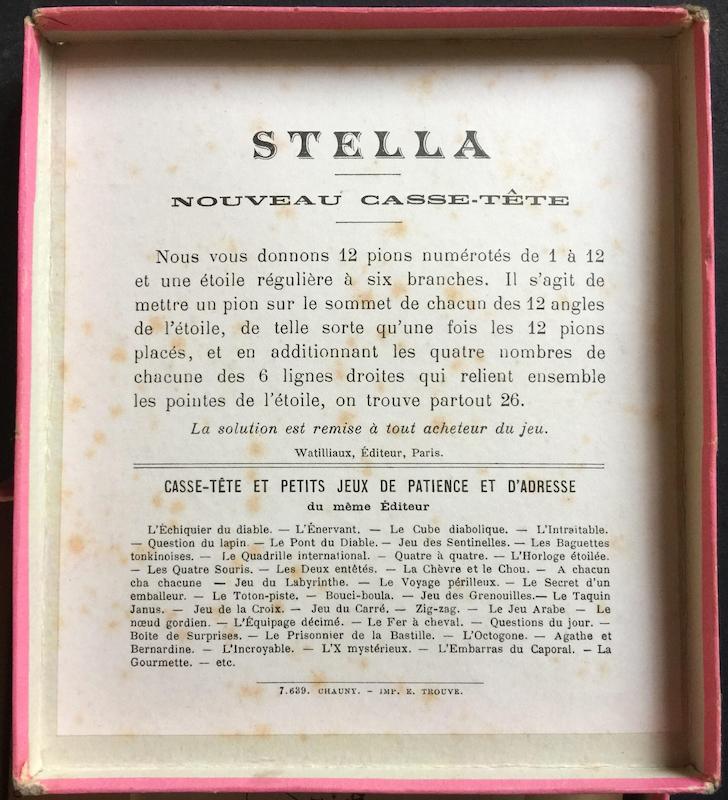 STELLA
NOUVEAU CASSE-TÊTE
Nous vous donnons 12 pions numérotés de 1 à 12
et une étoile régulière à six branches. Il s'agit de
mettre un pion sur le sommet de chacun des 12 angles
de l'étoile, de telle sorte qu'une fois les 12 pions
placés, et en additionnant les quatre nombres de
chacune des 6 lignes droites qui relient ensemble
les pointes de l'étoile, on trouve partout 26.
La solution est remise à tout acheteur du jeu.
Watilliaux, Éditeur, Paris.
CASSE-TÊTE ET PETITS JEUX DE PATIENCE ET D'ADRESSE
du même Éditeur
L'Échiquier du diable. — L'Énervant. — Le Cube diabolique. — L'Intraitable.
— Question du lapin. — Le Pont du Diable. — Jeu des Sentinelles. — Les Baguettes
tonkinoises. — Le Quadrille international. — Quatre à quatre. — L'Horloge étoilée.
— Les Quatre Souris. — Les Deux entêtés. — La Chèvre et le Chou. — A chacun
cha chacune — Jeu du Labyrinthe. — Le Voyage périlleux. — Le Secret d'un
emballeur. — Le Toton-piste. — Bouci-boula. — Jeu des Grenouilles.— Le Taquin
Janus. — Jeu de la Croix. — Jeu du Carré. — Zig-zag. — Le Jeu Arabe — Le
nœud gordien. — L'Équipage décimé. — Le Fer à cheval. — Questions du jour. —
Boite de Surprises. — Le Prisonnier de la Bastille. — L'Octogone. — Agathe et
Bernardine. — L'Incroyable. — L'X mystérieux. — L'Embarras du Caporal. — La
Gourmette. — etc.
7.639. CHAUNY. — IMP. E. TROUVÉ.